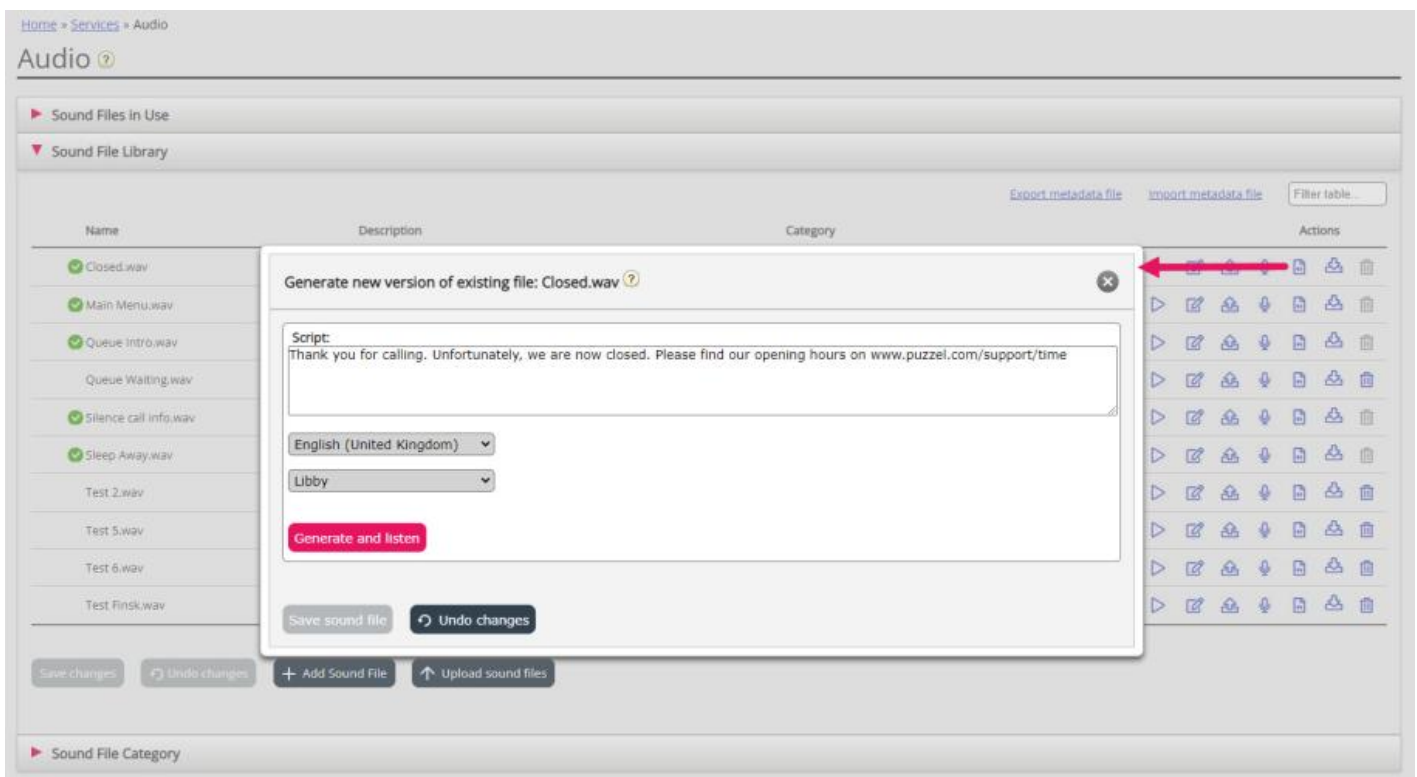 Home » Services » Audio
Audio ?
Sound Files in Use
Sound File Library
Export metadata file Import metadata file Filter table...
Name Description Category Actions
Closed.wav
Main Menu.wav
Queue Intro.wav
Queue Waiting.wav
Silence call info.wav
Sleep Away.wav
Test 2.wav
Test 5.wav
Test 6.wav
Test Finsk.wav
Generate new version of existing file: Closed.wav ?
Script:
Thank you for calling. Unfortunately, we are now closed. Please find our opening hours on www.puzzel.com/support/time
English (United Kingdom)
Libby
Generate and listen
Save sound file Undo changes
Save changes Undo changes + Add Sound File Upload sound files
Sound File Category